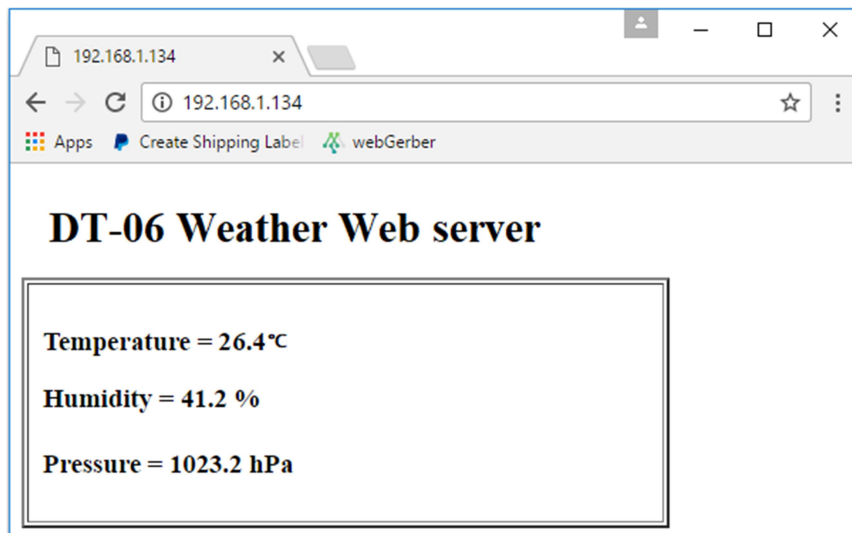 192.168.1.134
192.168.1.134
Apps Create Shipping Labe webGerber
DT-06 Weather Web server
Temperature = 26.4℃
Humidity = 41.2 %
Pressure = 1023.2 hPa